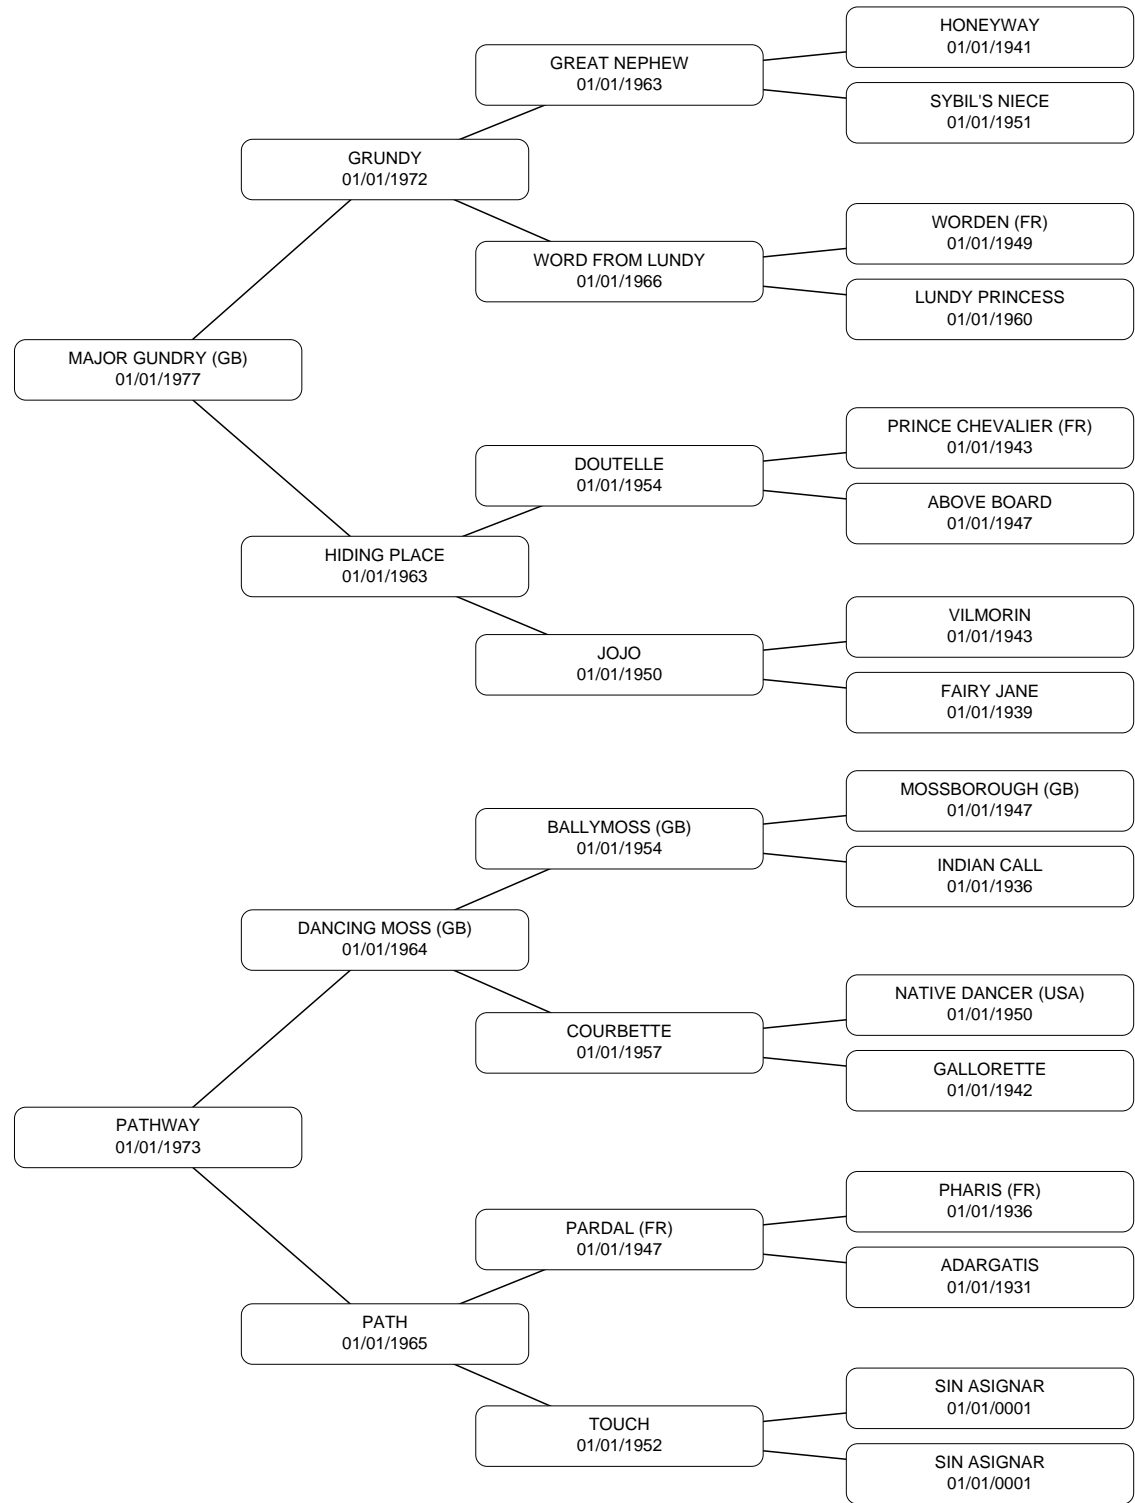 HONEYWAY
01/01/1941
GREAT NEPHEW
01/01/1963
SYBIL'S NIECE
01/01/1951
GRUNDY
01/01/1972
WORDEN (FR)
01/01/1949
WORD FROM LUNDY
01/01/1966
LUNDY PRINCESS
01/01/1960
MAJOR GUNDRY (GB)
01/01/1977
PRINCE CHEVALIER (FR)
01/01/1943
DOUTELLE
01/01/1954
ABOVE BOARD
01/01/1947
HIDING PLACE
01/01/1963
VILMORIN
01/01/1943
JOJO
01/01/1950
FAIRY JANE
01/01/1939
MOSSBOROUGH (GB)
01/01/1947
BALLYMOSS (GB)
01/01/1954
INDIAN CALL
01/01/1936
DANCING MOSS (GB)
01/01/1964
NATIVE DANCER (USA)
01/01/1950
COURBETTE
01/01/1957
GALLORETTE
01/01/1942
PATHWAY
01/01/1973
PHARIS (FR)
01/01/1936
PARDAL (FR)
01/01/1947
ADARGATIS
01/01/1931
PATH
01/01/1965
SIN ASIGNAR
01/01/0001
TOUCH
01/01/1952
SIN ASIGNAR
01/01/0001